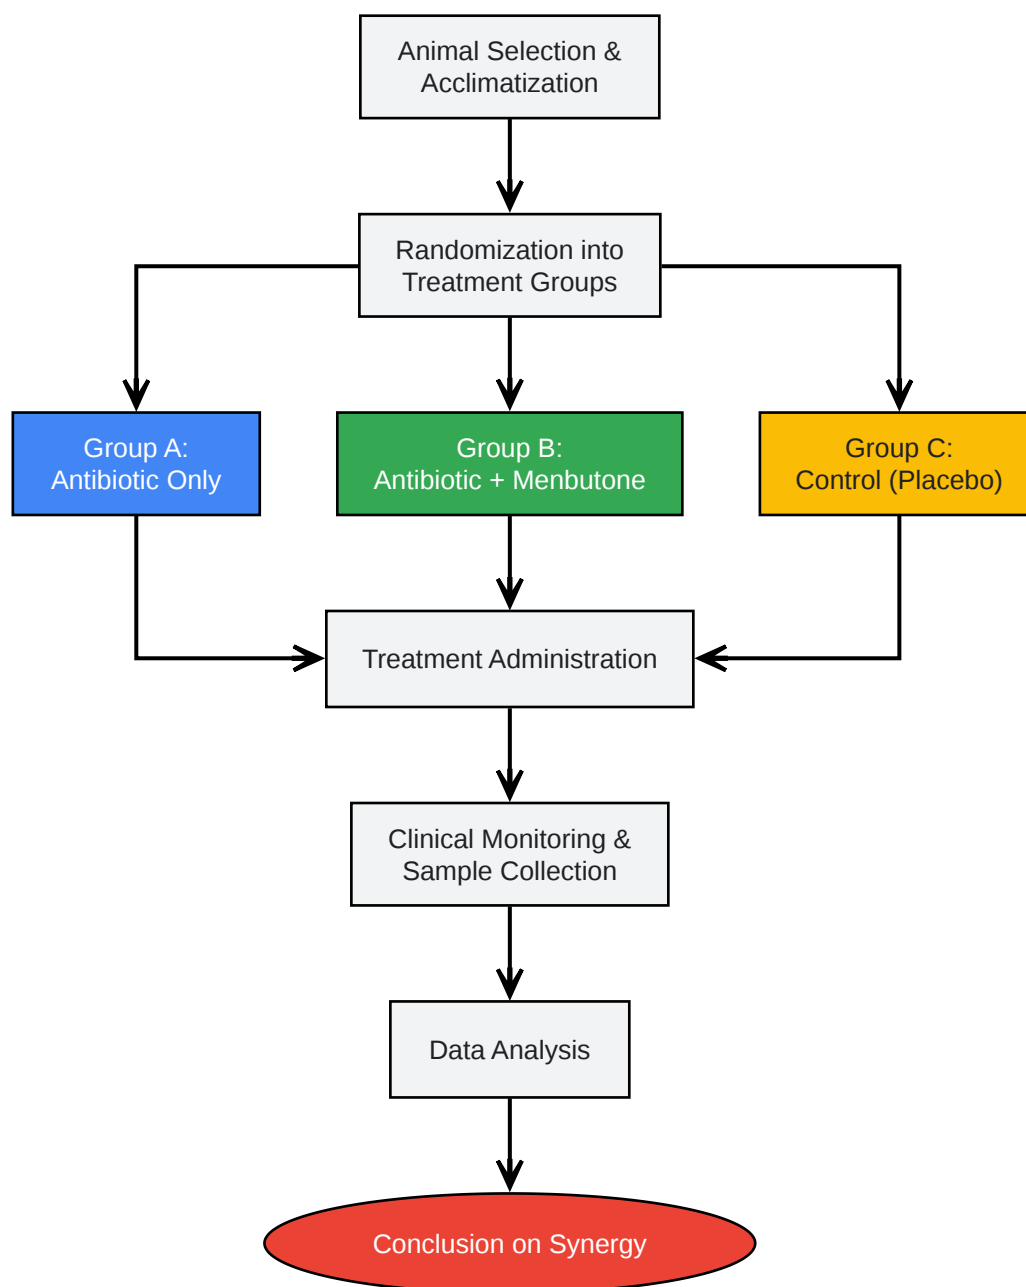 Animal Selection &
Acclimatization
Randomization into
Treatment Groups
Group A:
Antibiotic Only
Group B:
Antibiotic + Menbutone
Group C:
Control (Placebo)
Treatment Administration
Clinical Monitoring &
Sample Collection
Data Analysis
Conclusion on Synergy